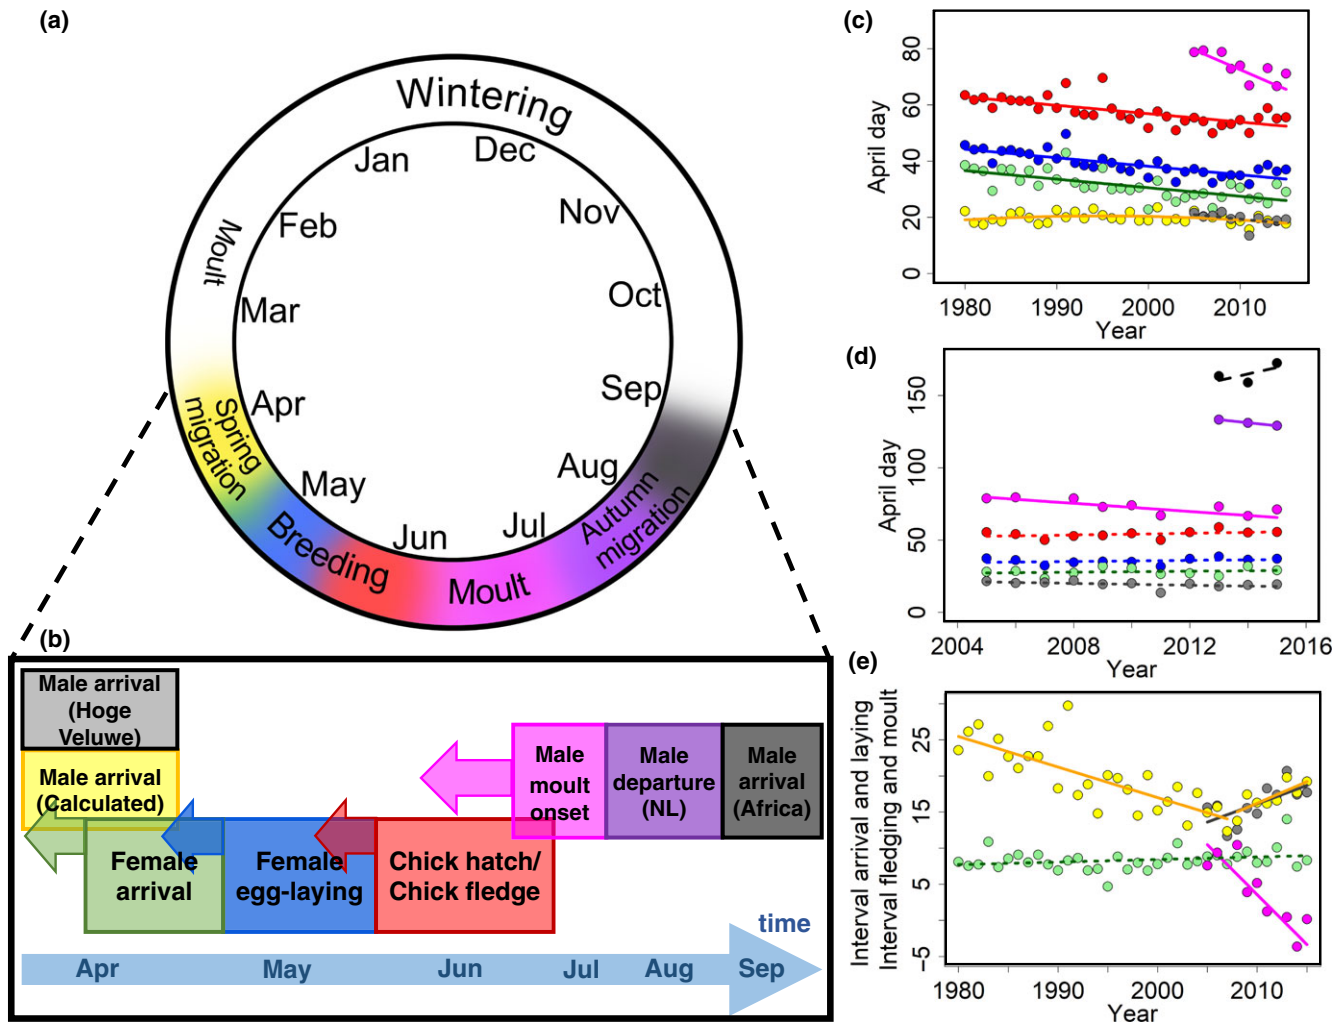 (a)
Wintering
Jan
Dec
Feb
Nov
Moult
Mar
Oct
Apr
Sep
Spring
migration
May
Aug
Jun
Jul
Autumn
migration
Breeding
Moult
(b)
Male arrival
(Hoge
Veluwe)
Male arrival
(Calculated)
Female
arrival
Female
egg-laying
Chick hatch/
Chick fledge
Male
moult
onset
Male
departure
(NL)
Male
arrival
(Africa)
time
Apr
May
Jun
Jul
Aug
Sep
(c)
April day
80
60
40
20
0
1980
1990
2000
2010
Year
(d)
April day
150
100
50
0
2004
2008
2012
2016
Year
(e)
Interval arrival and laying
Interval fledging and moult
25
15
5
−5
1980
1990
2000
2010
Year